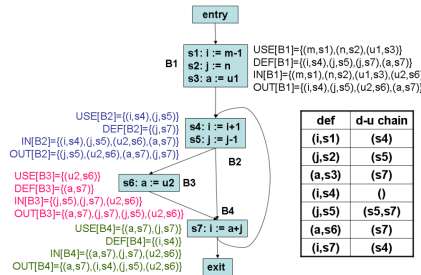 entry
s1: i := m-1
s2: j := n
s3: a := u1
B1
USE[B1]={(m,s1),(n,s2),(u1,s3)}
DEF[B1]={(i,s4),(j,s5),(j,s7),(a,s7)}
IN[B1]={(m,s1),(n,s2),(u1,s3),(u2,s6)}
OUT[B1]={(i,s4),(j,s5),(u2,s6),(a,s7)}
USE[B2]={(i,s4),(j,s5)}
DEF[B2]={(j,s7)}
IN[B2]={(i,s4),(j,s5),(u2,s6),(a,s7)}
OUT[B2]={(j,s5),(u2,s6),(a,s7),(j,s7)}
s4: i := i+1
s5: j := j-1
B2
USE[B3]={(u2,s6)}
DEF[B3]={(a,s7)}
IN[B3]={(j,s5),(j,s7),(u2,s6)}
OUT[B3]={(a,s7),(j,s7),(j,s5),(u2,s6)}
s6: a := u2
B3
B4
USE[B4]={(a,s7),(j,s7)}
DEF[B4]={(i,s4)}
IN[B4]={(a,s7),(j,s7),(j,s5),(u2,s6)}
OUT[B4]={(a,s7),(i,s4),(j,s5),(u2,s6)}
s7: i := a+j
exit
def d-u chain
(i,s1) (s4)
(j,s2) (s5)
(a,s3) (s7)
(i,s4) ()
(j,s5) (s5,s7)
(a,s6) (s7)
(i,s7) (s4)